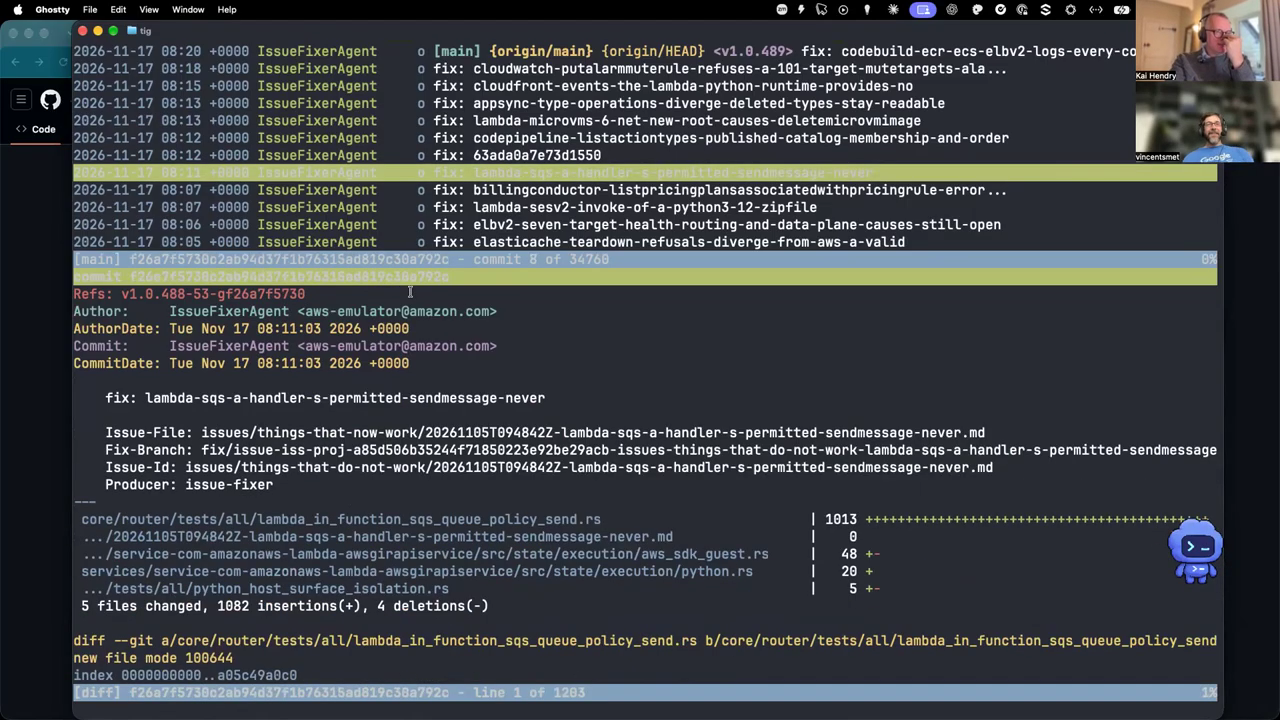 Ghostty File Edit View Window Help
tig
2026-11-17 08:20 +0000 IssueFixerAgent o [main] {origin/main} {origin/HEAD} <v1.0.489> fix: codebuild-ecr-ecs-elbv2-logs-every-co
2026-11-17 08:18 +0000 IssueFixerAgent o fix: cloudwatch-putalarmmuterule-refuses-a-101-target-mutetargets-ala...
2026-11-17 08:15 +0000 IssueFixerAgent o fix: cloudfront-events-the-lambda-python-runtime-provides-no
2026-11-17 08:13 +0000 IssueFixerAgent o fix: appsync-type-operations-diverge-deleted-types-stay-readable
2026-11-17 08:13 +0000 IssueFixerAgent o fix: lambda-microvms-6-net-new-root-causes-deletemicrovmimage
2026-11-17 08:12 +0000 IssueFixerAgent o fix: codepipeline-listactiontypes-published-catalog-membership-and-order
2026-11-17 08:12 +0000 IssueFixerAgent o fix: 63ada0a7e73d1550
2026-11-17 08:11 +0000 IssueFixerAgent o fix: lambda-sqs-a-handler-s-permitted-sendmessage-never
2026-11-17 08:07 +0000 IssueFixerAgent o fix: billingconductor-listpricingplansassociatedwithpricingrule-error...
2026-11-17 08:07 +0000 IssueFixerAgent o fix: lambda-sesv2-invoke-of-a-python3-12-zipfile
2026-11-17 08:06 +0000 IssueFixerAgent o fix: elbv2-seven-target-health-routing-and-data-plane-causes-still-open
2026-11-17 08:05 +0000 IssueFixerAgent o fix: elasticache-teardown-refusals-diverge-from-aws-a-valid
[main] f26a7f5730c2ab94d37f1b76315ad819c30a792c - commit 8 of 34760 0%
commit f26a7f5730c2ab94d37f1b76315ad819c30a792c
Refs: v1.0.488-53-gf26a7f5730
Author: IssueFixerAgent <aws-emulator@amazon.com>
AuthorDate: Tue Nov 17 08:11:03 2026 +0000
Commit: IssueFixerAgent <aws-emulator@amazon.com>
CommitDate: Tue Nov 17 08:11:03 2026 +0000
fix: lambda-sqs-a-handler-s-permitted-sendmessage-never
Issue-File: issues/things-that-now-work/20261105T094842Z-lambda-sqs-a-handler-s-permitted-sendmessage-never.md
Fix-Branch: fix/issue-iss-proj-a85d506b35244f71850223e92be29acb-issues-things-that-do-not-work-lambda-sqs-a-handler-s-permitted-sendmessage
Issue-Id: issues/things-that-do-not-work/20261105T094842Z-lambda-sqs-a-handler-s-permitted-sendmessage-never.md
Producer: issue-fixer
---
core/router/tests/all/lambda_in_function_sqs_queue_policy_send.rs | 1013 ++++++++++++++++++++++++++++++++++++++++++++
.../20261105T094842Z-lambda-sqs-a-handler-s-permitted-sendmessage-never.md | 0
.../service-com-amazonaws-lambda-awsgirapiservice/src/state/execution/aws_sdk_guest.rs | 48 +-
services/service-com-amazonaws-lambda-awsgirapiservice/src/state/execution/python.rs | 20 +
.../tests/all/python_host_surface_isolation.rs | 5 +-
5 files changed, 1082 insertions(+), 4 deletions(-)
diff --git a/core/router/tests/all/lambda_in_function_sqs_queue_policy_send.rs b/core/router/tests/all/lambda_in_function_sqs_queue_policy_send
new file mode 100644
index 0000000000..a05c49a0c0
[diff] f26a7f5730c2ab94d37f1b76315ad819c30a792c - line 1 of 1203 1%
Code
Kai Hendry
vincentsmet
Google